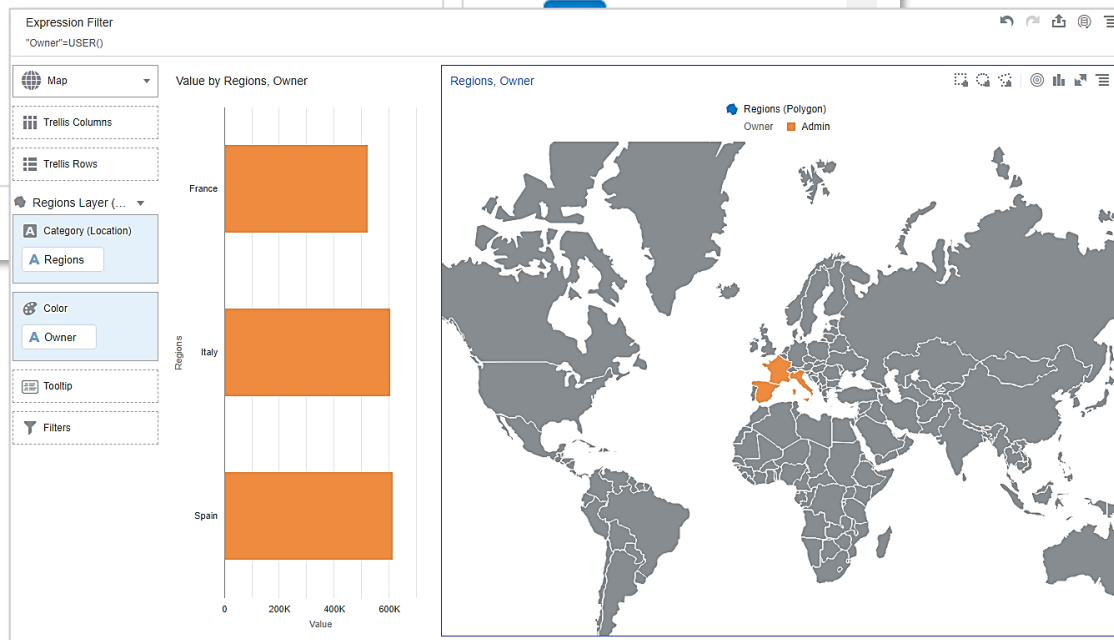 Expression Filter
"Owner"=USER()
Map
Trellis Columns
Trellis Rows
Regions Layer (...
Category (Location)
A Regions
Color
A Owner
Tooltip
Filters
Value by Regions, Owner
Regions
France
Italy
Spain
0 200K 400K 600K
Value
Regions, Owner
Regions (Polygon)
Owner Admin